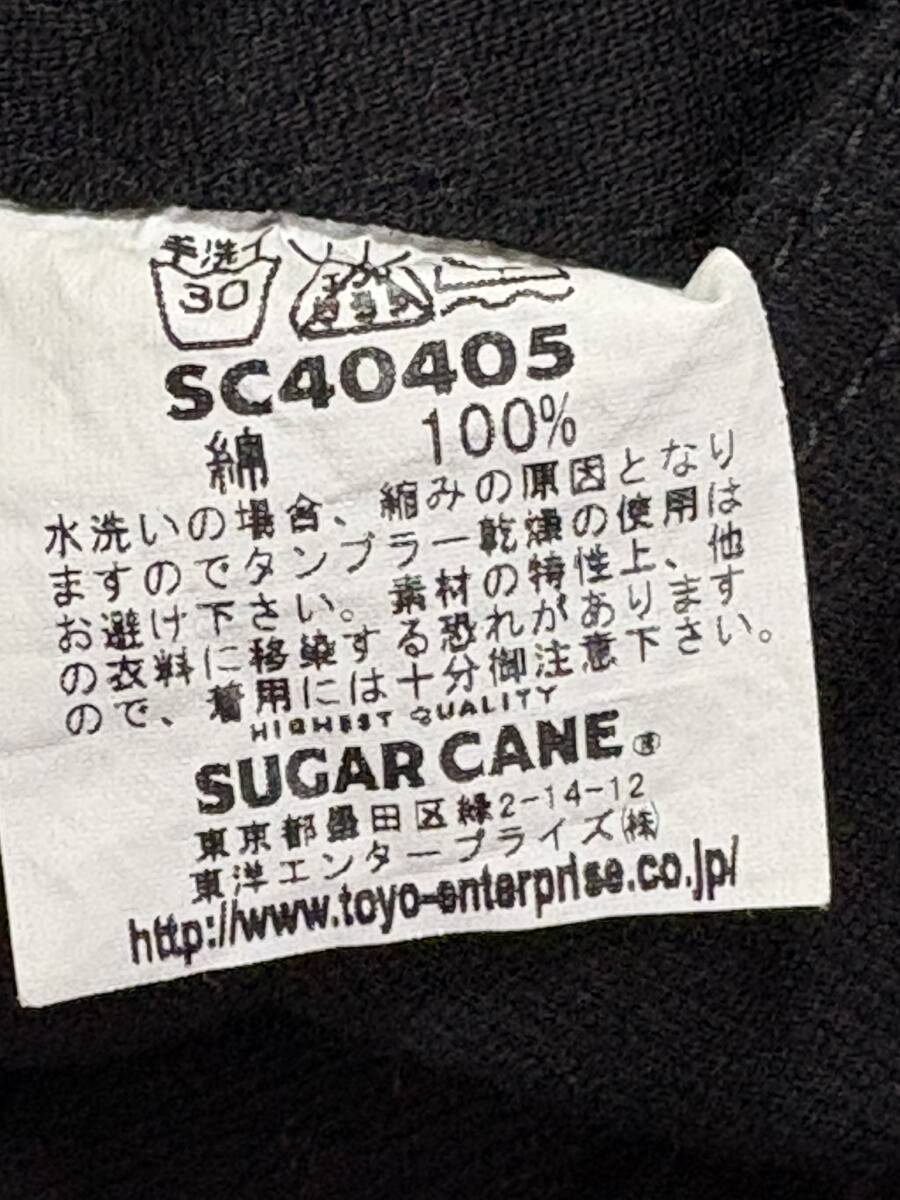 手洗イ
30
SC40405
綿 100%
水洗いの場合、縮みの原因となり
ますのでタンブラー乾燥の使用は
お避け下さい。素材の特性上、他
の衣料に移染する恐れがあります
ので、着用には十分御注意下さい。
HIGHEST QUALITY
SUGAR CANE®
東京都墨田区緑2-14-12
東洋エンタープライズ㈱
http://www.toyo-enterprise.co.jp/